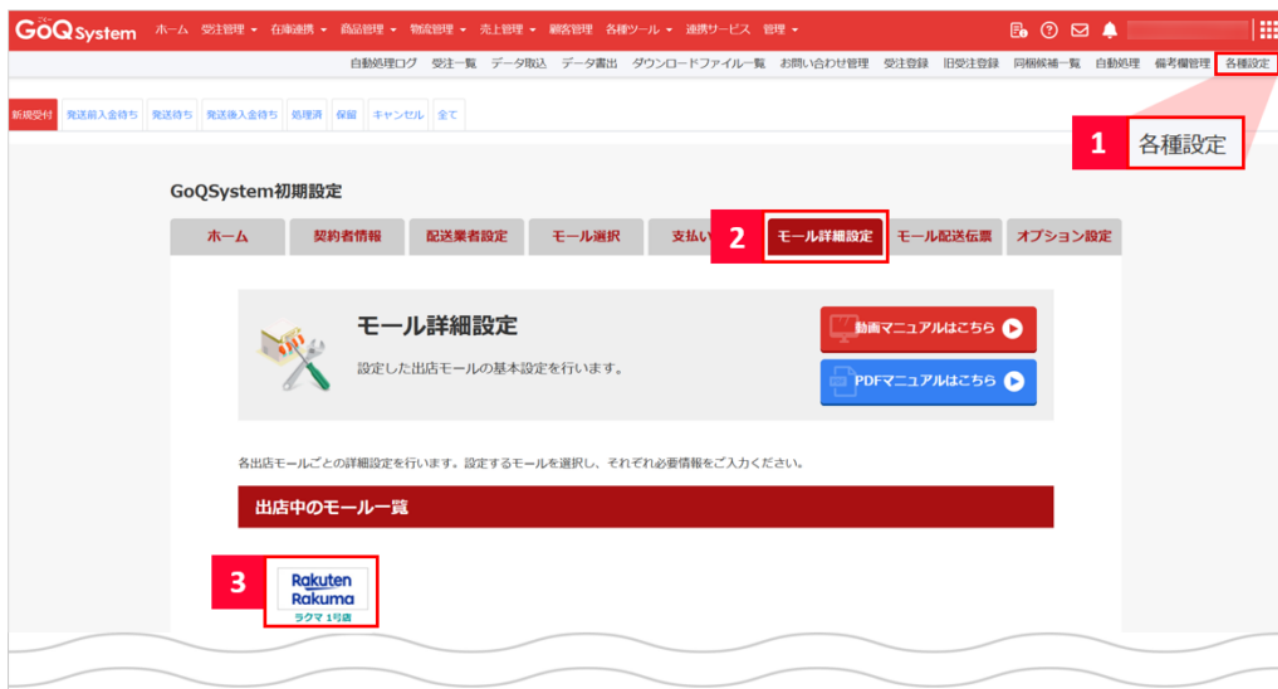 GoQSystem ホーム 受注管理 在庫連携 商品管理 物流管理 売上管理 顧客管理 各種ツール 連携サービス 管理
自動処理ログ 受注一覧 データ取込 データ書出 ダウンロードファイル一覧 お問い合わせ管理 受注登録 旧受注登録 同梱候補一覧 自動処理 備考欄管理 各種設定
新規受付 発送前入金待ち 発送待ち 発送後入金待ち 処理済 保留 キャンセル 全て
1 各種設定
GoQSystem初期設定
ホーム 契約者情報 配送業者設定 モール選択 支払い 2 モール詳細設定 モール配送伝票 オプション設定
モール詳細設定
設定した出店モールの基本設定を行います。
動画マニュアルはこちら
PDFマニュアルはこちら
各出店モールごとの詳細設定を行います。設定するモールを選択し、それぞれ必要情報をご入力ください。
出店中のモール一覧
3
Rakuten
Rakuma
ラクマ 1号店